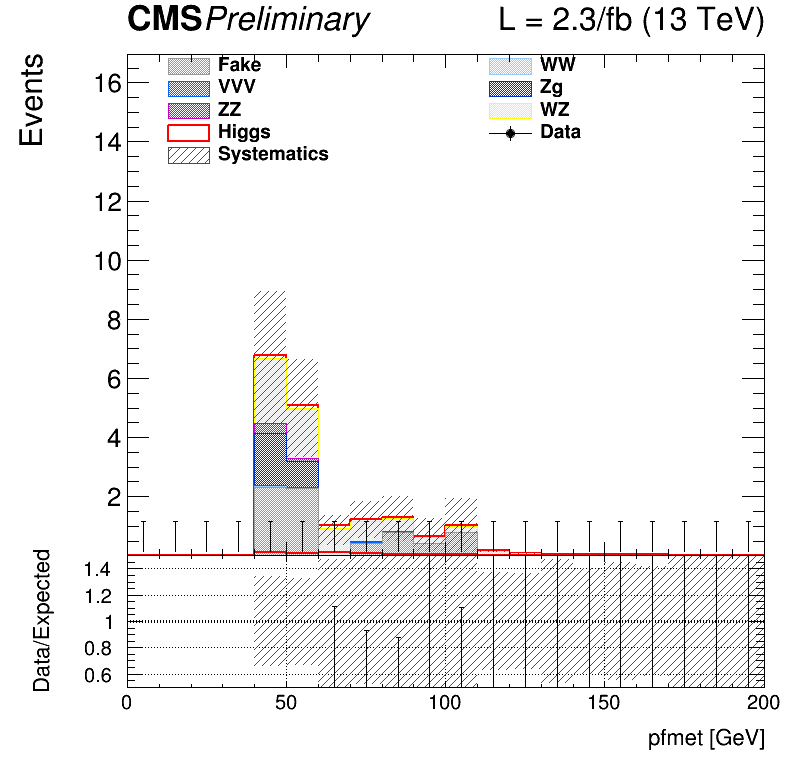 CMS Preliminary L = 2.3/fb (13 TeV)
Events
Fake WW
VVV Zg
ZZ WZ
Higgs Data
Systematics
16
14
12
10
8
6
4
2
Data/Expected
1.4
1.2
1
0.8
0.6
0 50 100 150 200
pfmet [GeV]